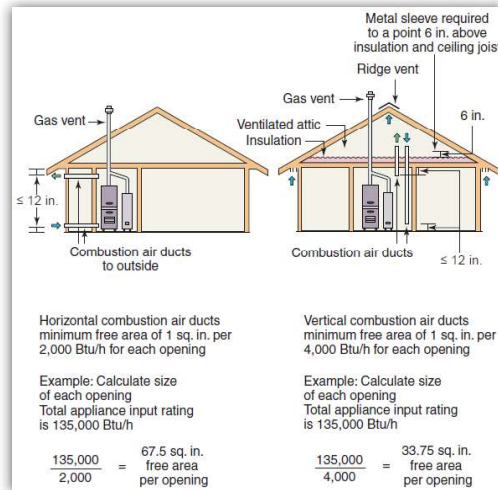 Metal sleeve required
to a point 6 in. above
insulation and ceiling joist
Ridge vent
Gas vent
Gas vent
6 in.
Ventilated attic
Insulation
≤ 12 in.
Combustion air ducts
to outside
Combustion air ducts
≤ 12 in.
Horizontal combustion air ducts
minimum free area of 1 sq. in. per
2,000 Btu/h for each opening
Example: Calculate size
of each opening
Total appliance input rating
is 135,000 Btu/h
135,000
2,000
=
67.5 sq. in.
free area
per opening
Vertical combustion air ducts
minimum free area of 1 sq. in. per
4,000 Btu/h for each opening
Example: Calculate size
of each opening
Total appliance input rating
is 135,000 Btu/h
135,000
4,000
=
33.75 sq. in.
free area
per opening